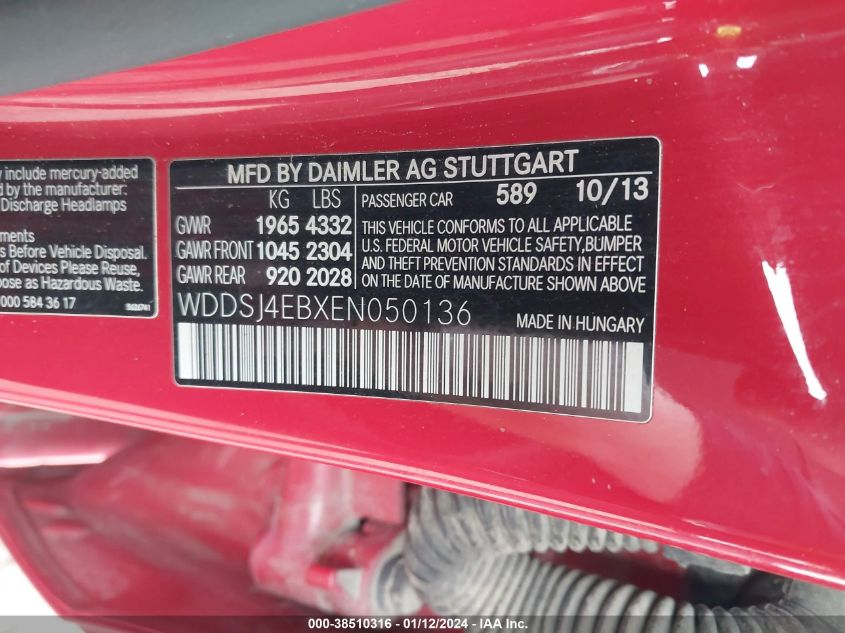 y include mercury-added
d by the manufacturer:
Discharge Headlamps
ments
s Before Vehicle Disposal.
of Devices Please Reuse,
pose as Hazardous Waste.
000 584 36 17
MFD BY DAIMLER AG STUTTGART
KG LBS
GVWR 1965 4332
GAWR FRONT 1045 2304
GAWR REAR 920 2028
PASSENGER CAR 589 10/13
THIS VEHICLE CONFORMS TO ALL APPLICABLE
U.S. FEDERAL MOTOR VEHICLE SAFETY,BUMPER
AND THEFT PREVENTION STANDARDS IN EFFECT
ON THE DATE OF MANUFACTURE SHOWN ABOVE
WDDSJ4EBXEN050136
MADE IN HUNGARY
000-38510316 - 01/12/2024 - IAA Inc.